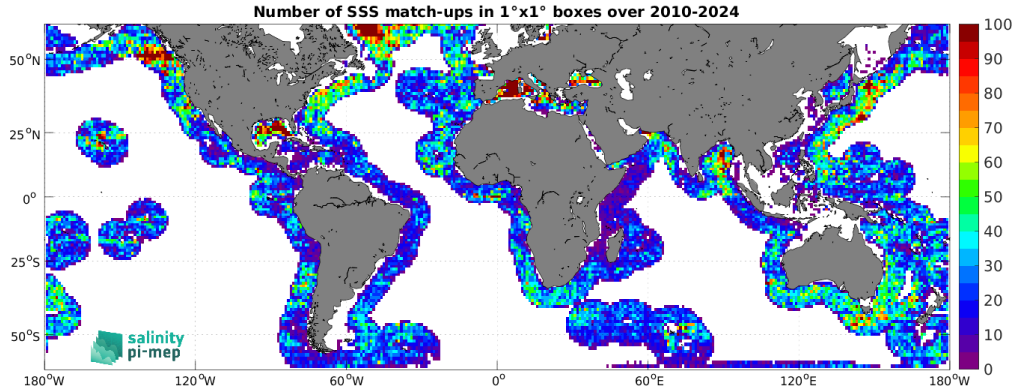 Number of SSS match-ups in 1°x1° boxes over 2010-2024
50°N
25°N
0°
25°S
50°S
180°W
120°W
60°W
0°
60°E
120°E
180°W
100
90
80
70
60
50
40
30
20
10
0
salinity
pi-mep